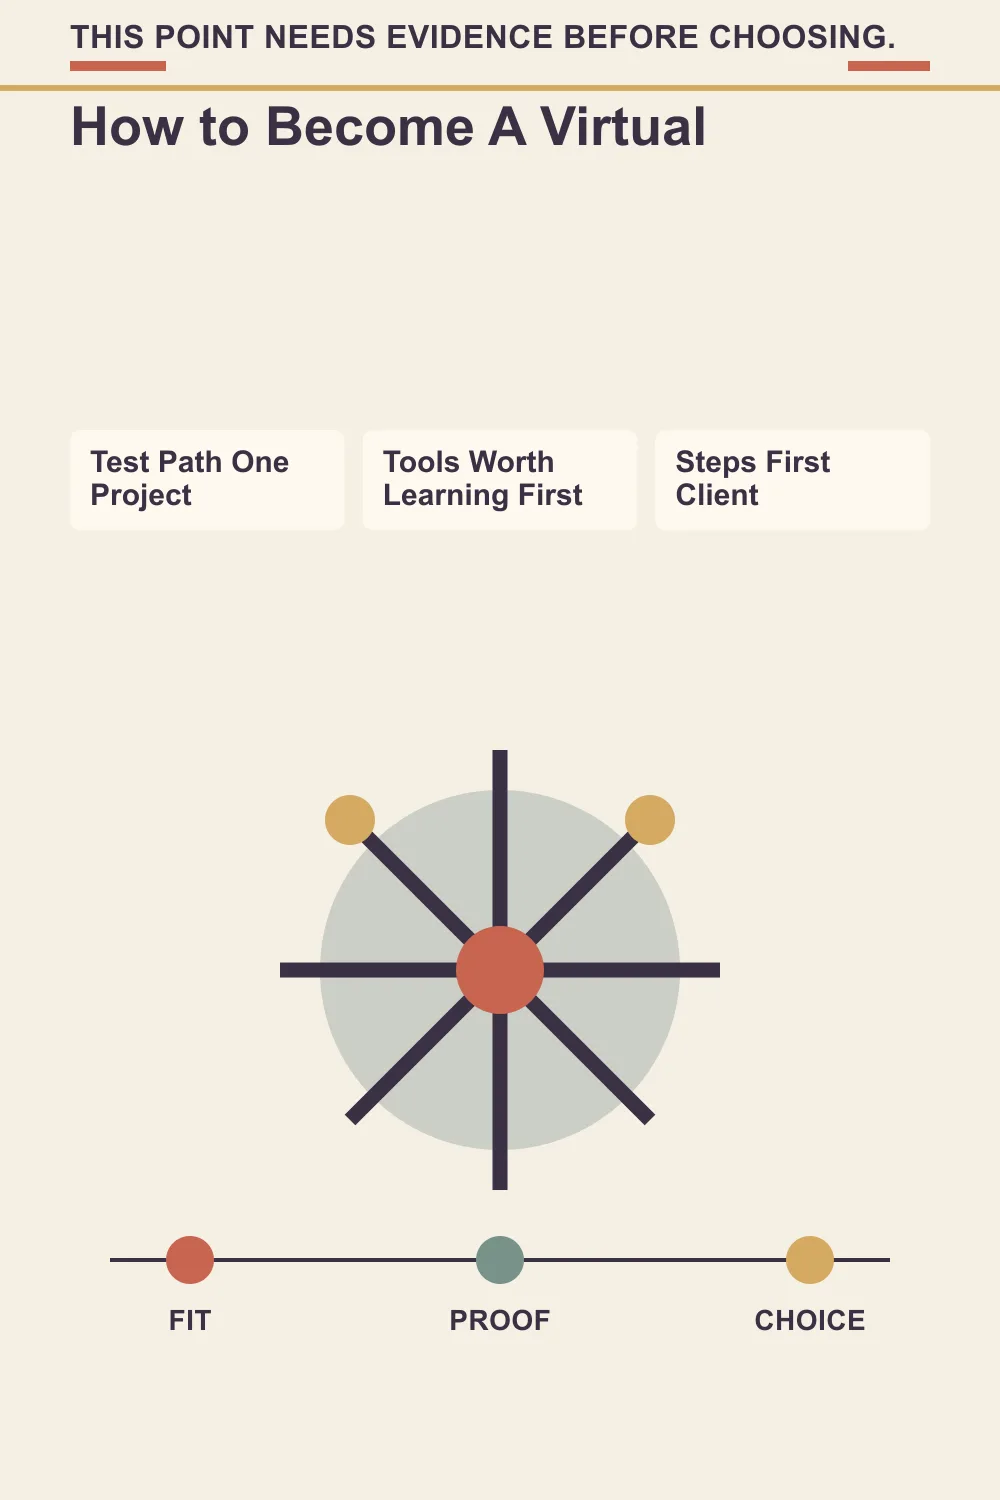 THIS POINT NEEDS EVIDENCE BEFORE CHOOSING.
How to Become A Virtual
Test Path One
Project
Tools Worth
Learning First
Steps First
Client
FIT
PROOF
CHOICE